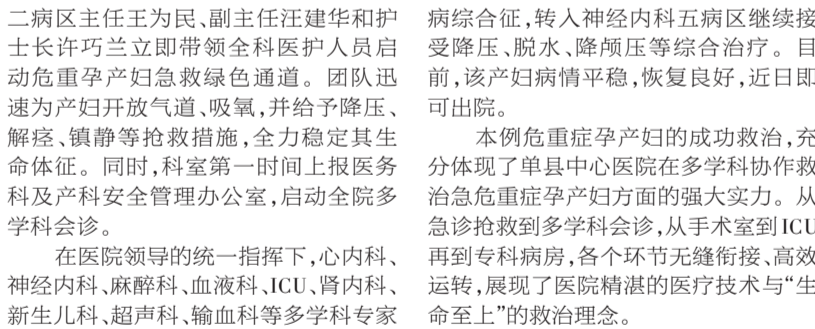 二病区主任王为民、副主任汪建华和护
士长许巧兰立即带领全科医护人员启
动危重孕产妇急救绿色通道。团队迅
速为产妇开放气道、吸氧,并给予降压、
解痉、镇静等抢救措施,全力稳定其生
命体征。同时,科室第一时间上报医务
科及产科安全管理办公室,启动全院多
学科会诊。
在医院领导的统一指挥下,心内科、
神经内科、麻醉科、血液科、ICU、肾内科、
新生儿科、超声科、输血科等多学科专家
病综合征,转入神经内科五病区继续接
受降压、脱水、降颅压等综合治疗。目
前,该产妇病情平稳,恢复良好,近日即
可出院。
本例危重症孕产妇的成功救治,充
分体现了单县中心医院在多学科协作救
治急危重症孕产妇方面的强大实力。从
急诊抢救到多学科会诊,从手术室到ICU
再到专科病房,各个环节无缝衔接、高效
运转,展现了医院精湛的医疗技术与“生
命至上”的救治理念。